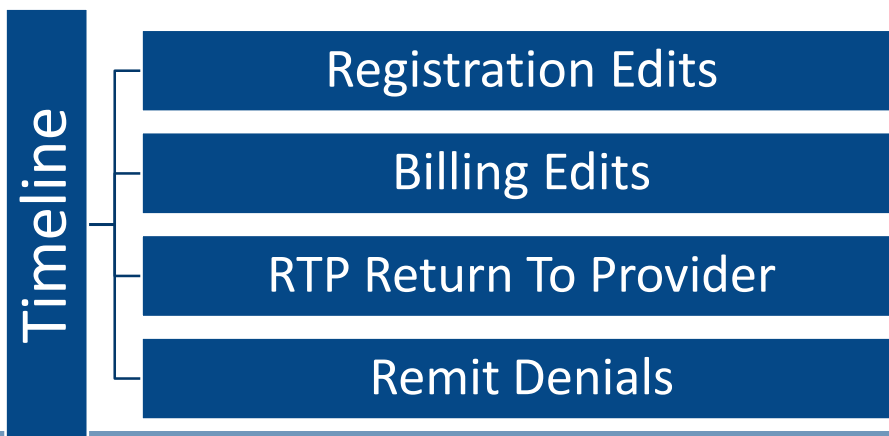 Timeline
Registration Edits
Billing Edits
RTP Return To Provider
Remit Denials